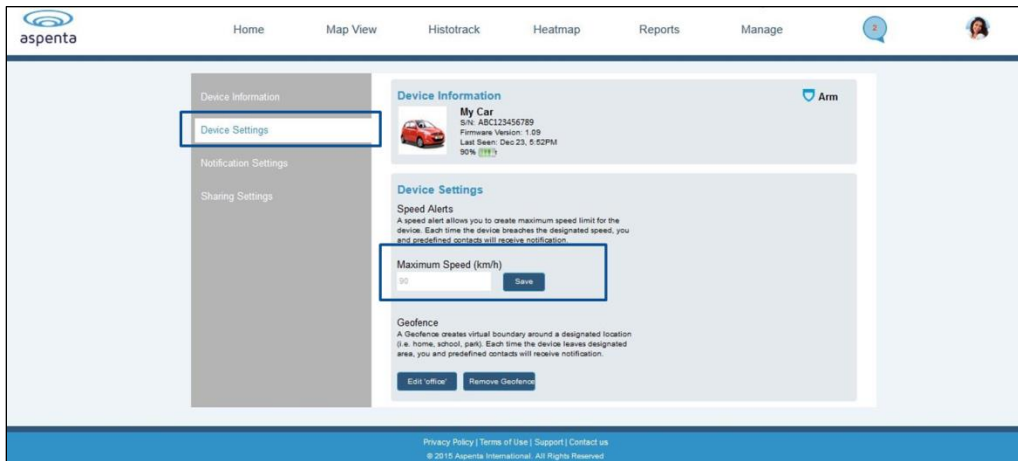 aspenta
Home
Map View
Histotrack
Heatmap
Reports
Manage
2
Device Information
Device Settings
Notification Settings
Sharing Settings
Device Information
Arm
My Car
S/N: ABC123456789
Firmware Version: 1.09
Last Seen: Dec 23, 5:52PM
90%
Device Settings
Speed Alerts
A speed alert allows you to create maximum speed limit for the
device. Each time the device breaches the designated speed, you
and predefined contacts will receive notification.
Maximum Speed (km/h)
90
Save
Geofence
A Geofence creates virtual boundary around a designated location
(i.e. home, school, park). Each time the device leaves designated
area, you and predefined contacts will receive notification.
Edit 'office'
Remove Geofence
Privacy Policy | Terms of Use | Support | Contact us
© 2015 Aspenta International. All Rights Reserved